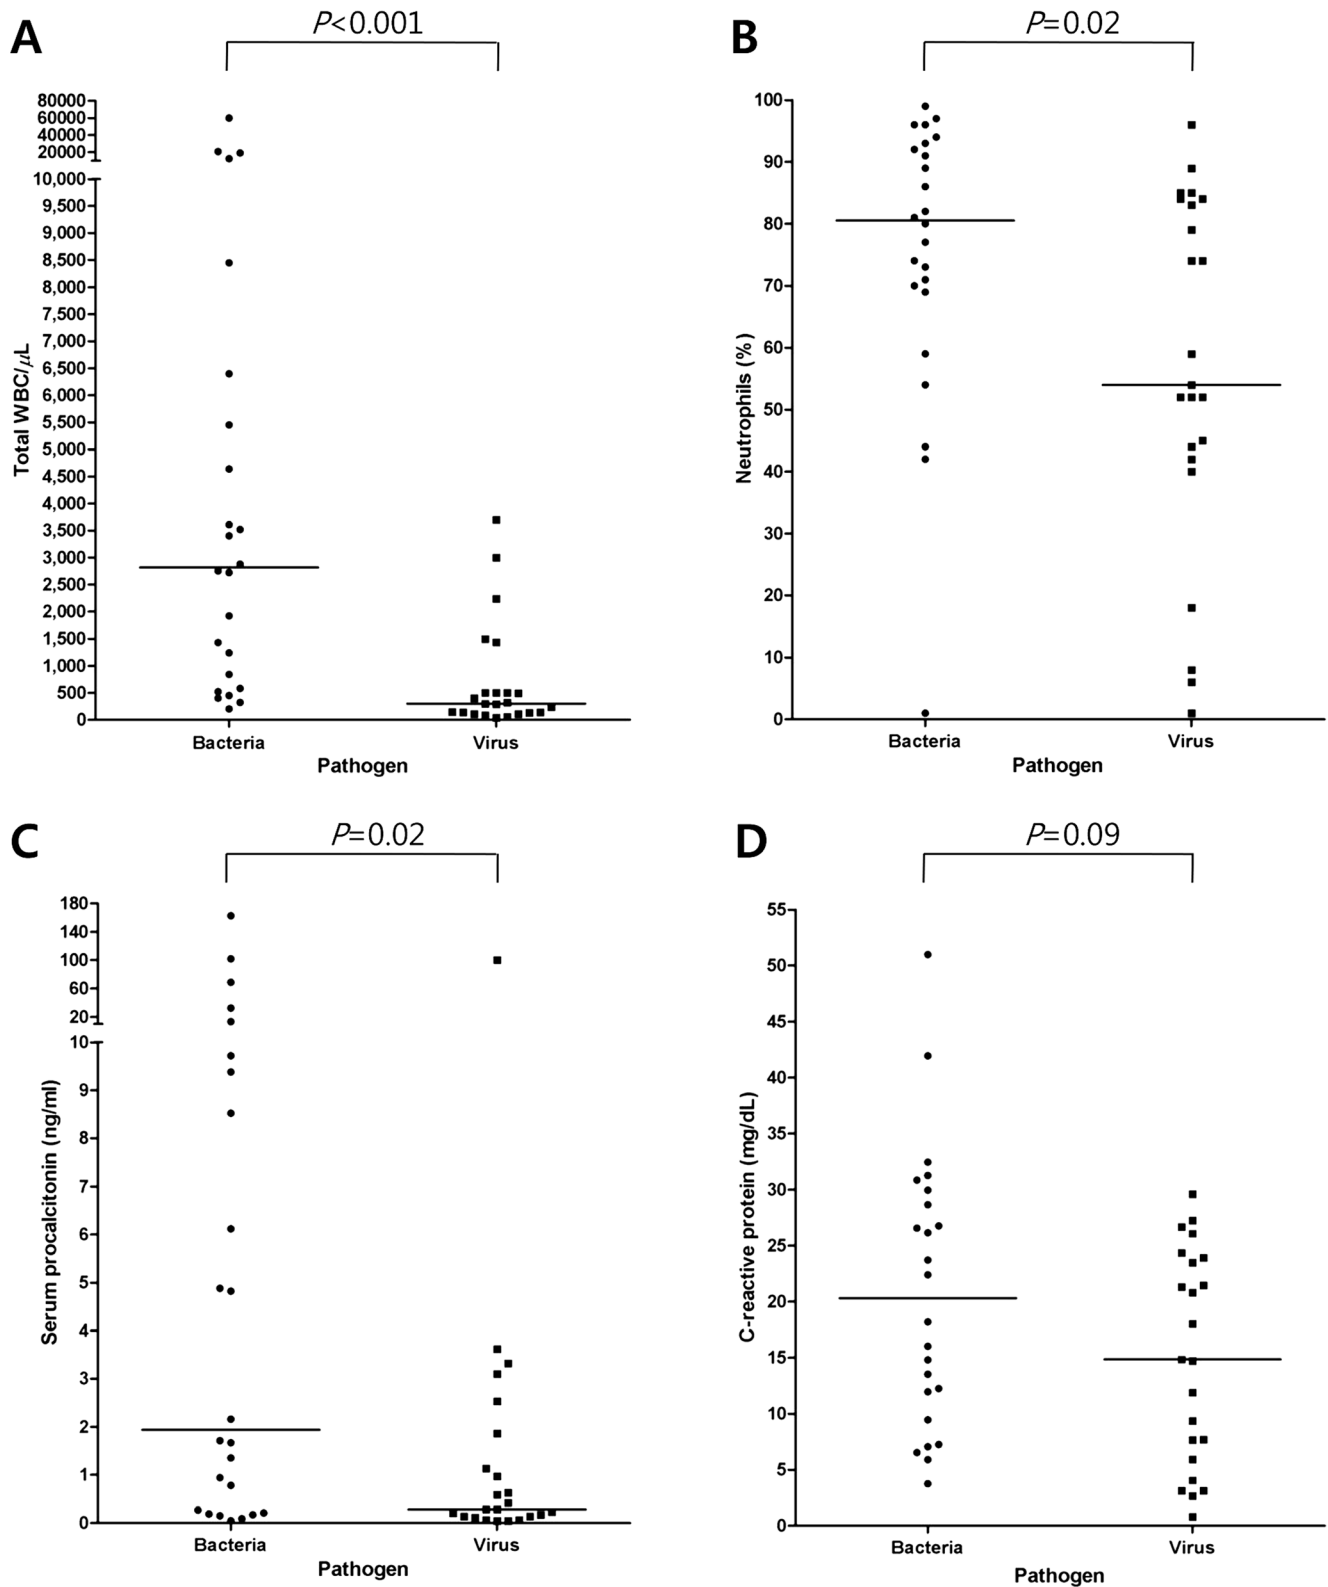 A
P<0.001
80000
60000
40000
20000
10,000
9,500
9,000
8,500
8,000
7,500
7,000
6,500
6,000
5,500
5,000
4,500
4,000
3,500
3,000
2,500
2,000
1,500
1,000
500
0
Total WBC/μL
Bacteria
Virus
Pathogen
B
P=0.02
100
90
80
70
60
50
40
30
20
10
0
Neutrophils (%)
Bacteria
Virus
Pathogen
C
P=0.02
180
140
100
60
20
10
9
8
7
6
5
4
3
2
1
0
Serum procalcitonin (ng/ml)
Bacteria
Virus
Pathogen
D
P=0.09
55
50
45
40
35
30
25
20
15
10
5
0
C-reactive protein (mg/dL)
Bacteria
Virus
Pathogen